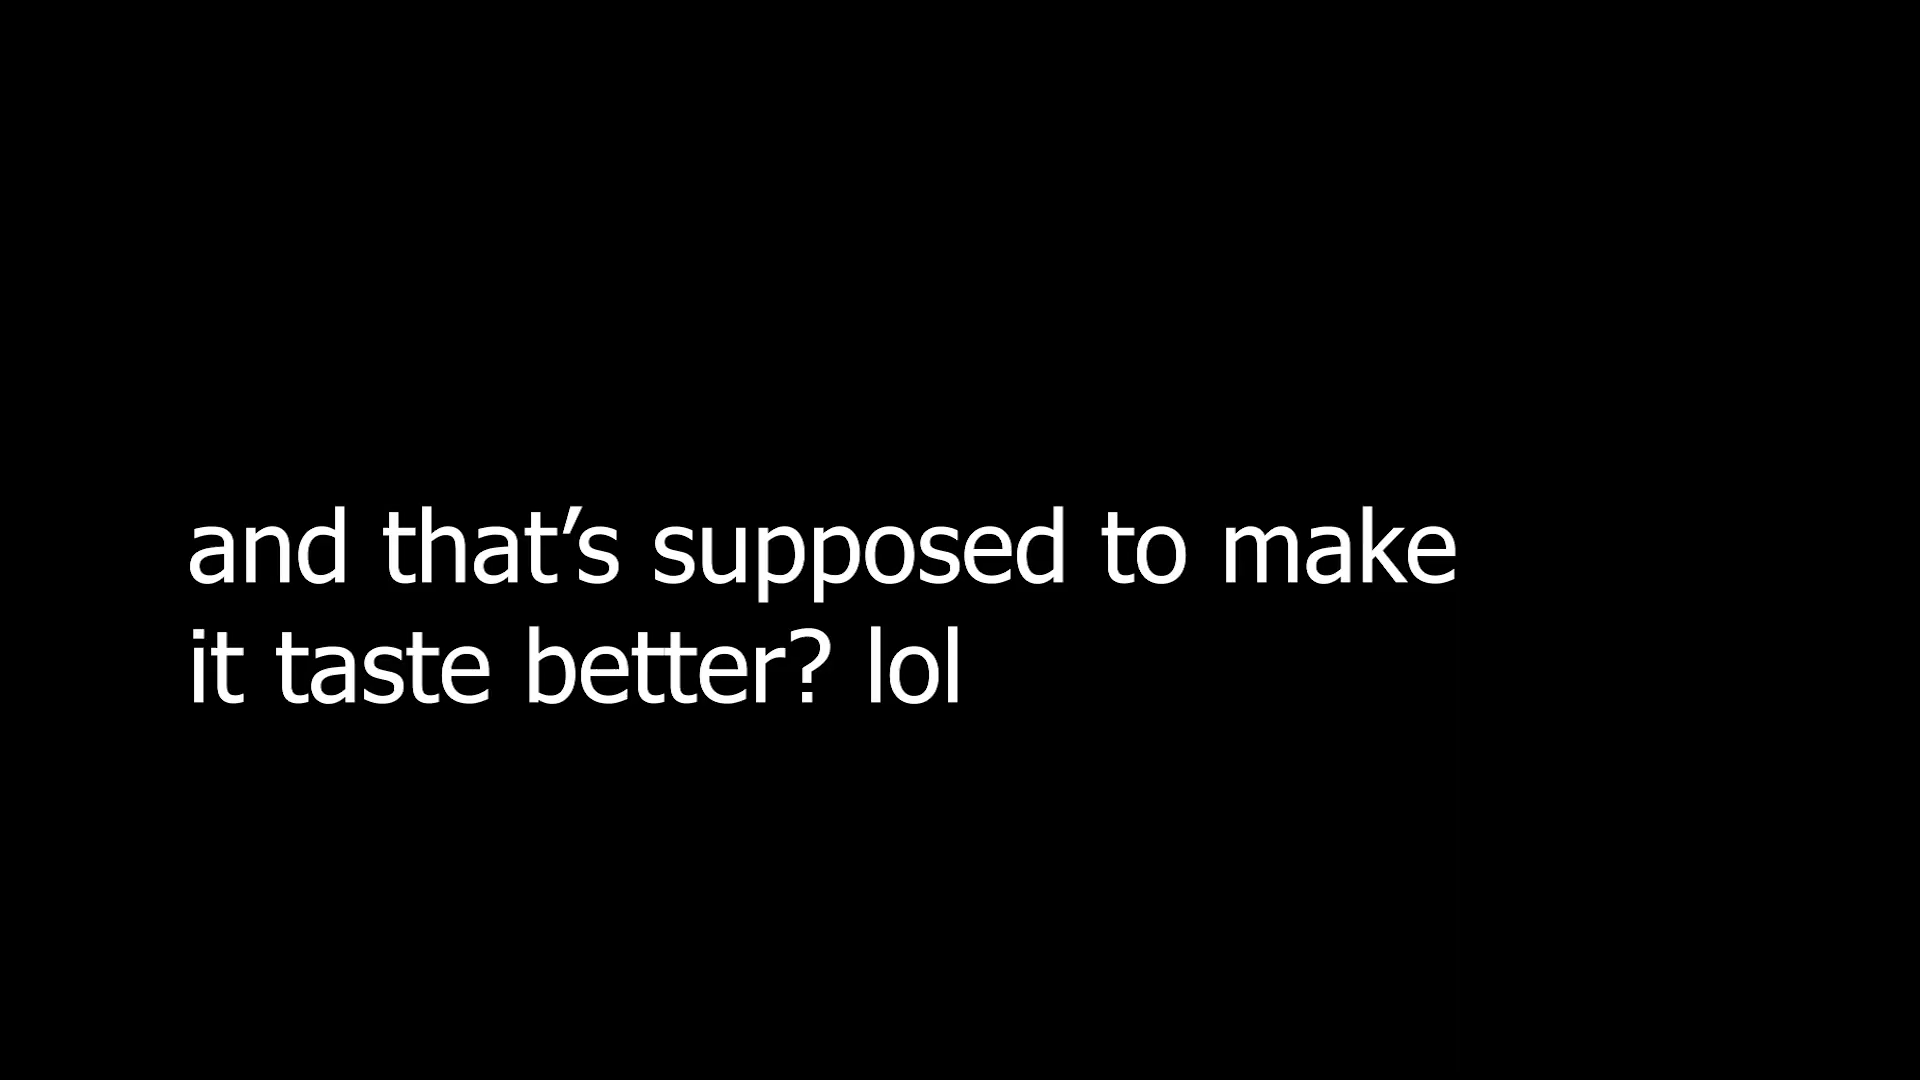 and that’s supposed to make
it taste better? lol